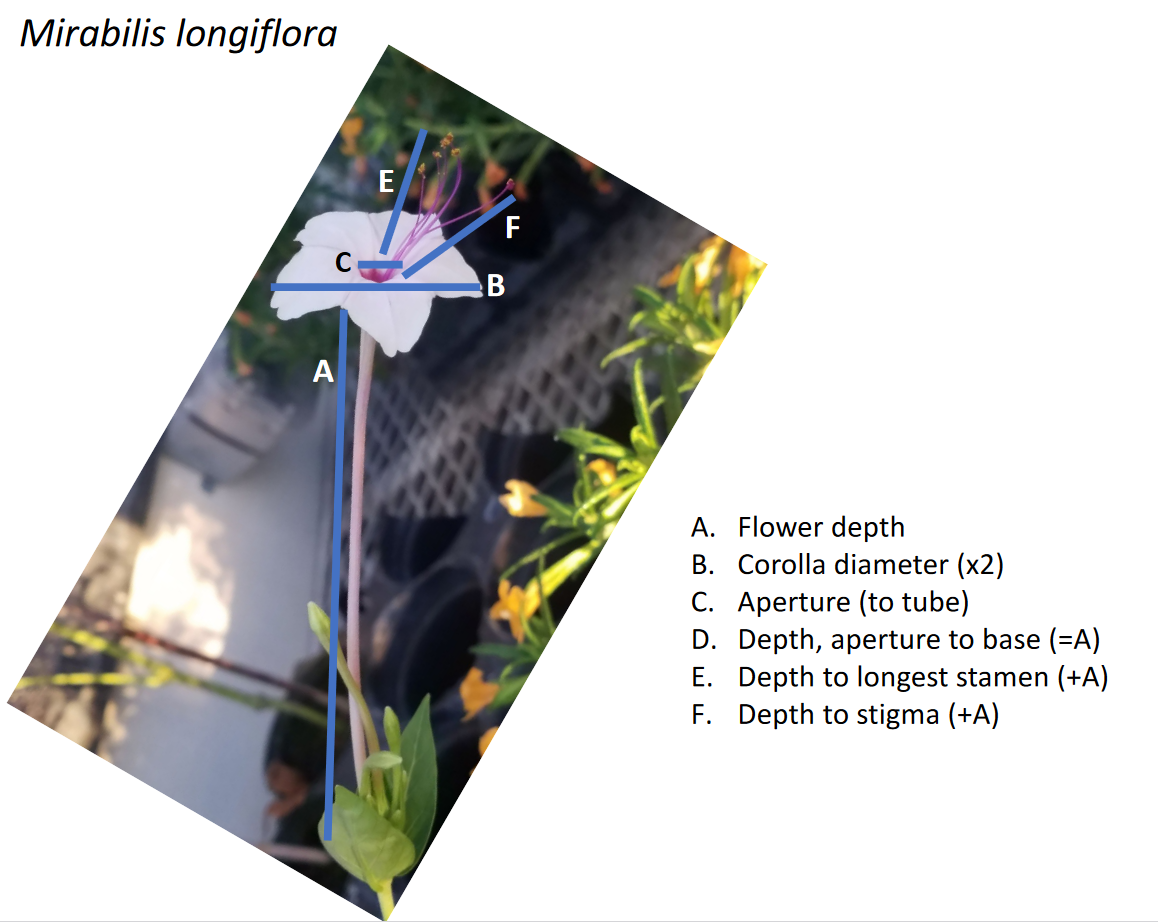 Mirabilis longiflora
E
F
C
B
A
A. Flower depth
B. Corolla diameter (x2)
C. Aperture (to tube)
D. Depth, aperture to base (=A)
E. Depth to longest stamen (+A)
F. Depth to stigma (+A)